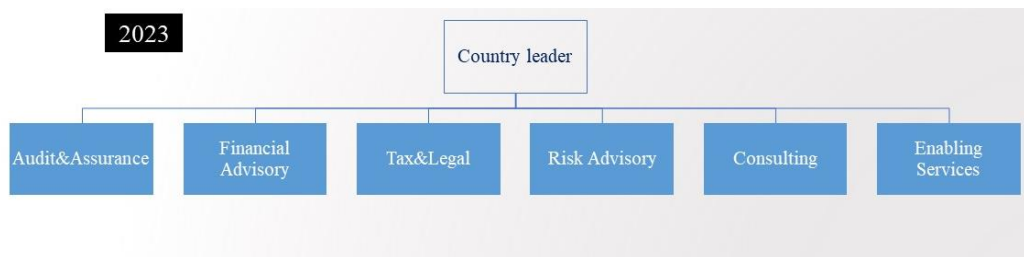 2023
Country leader
Audit&Assurance
Financial
Advisory
Tax&Legal
Risk Advisory
Consulting
Enabling
Services